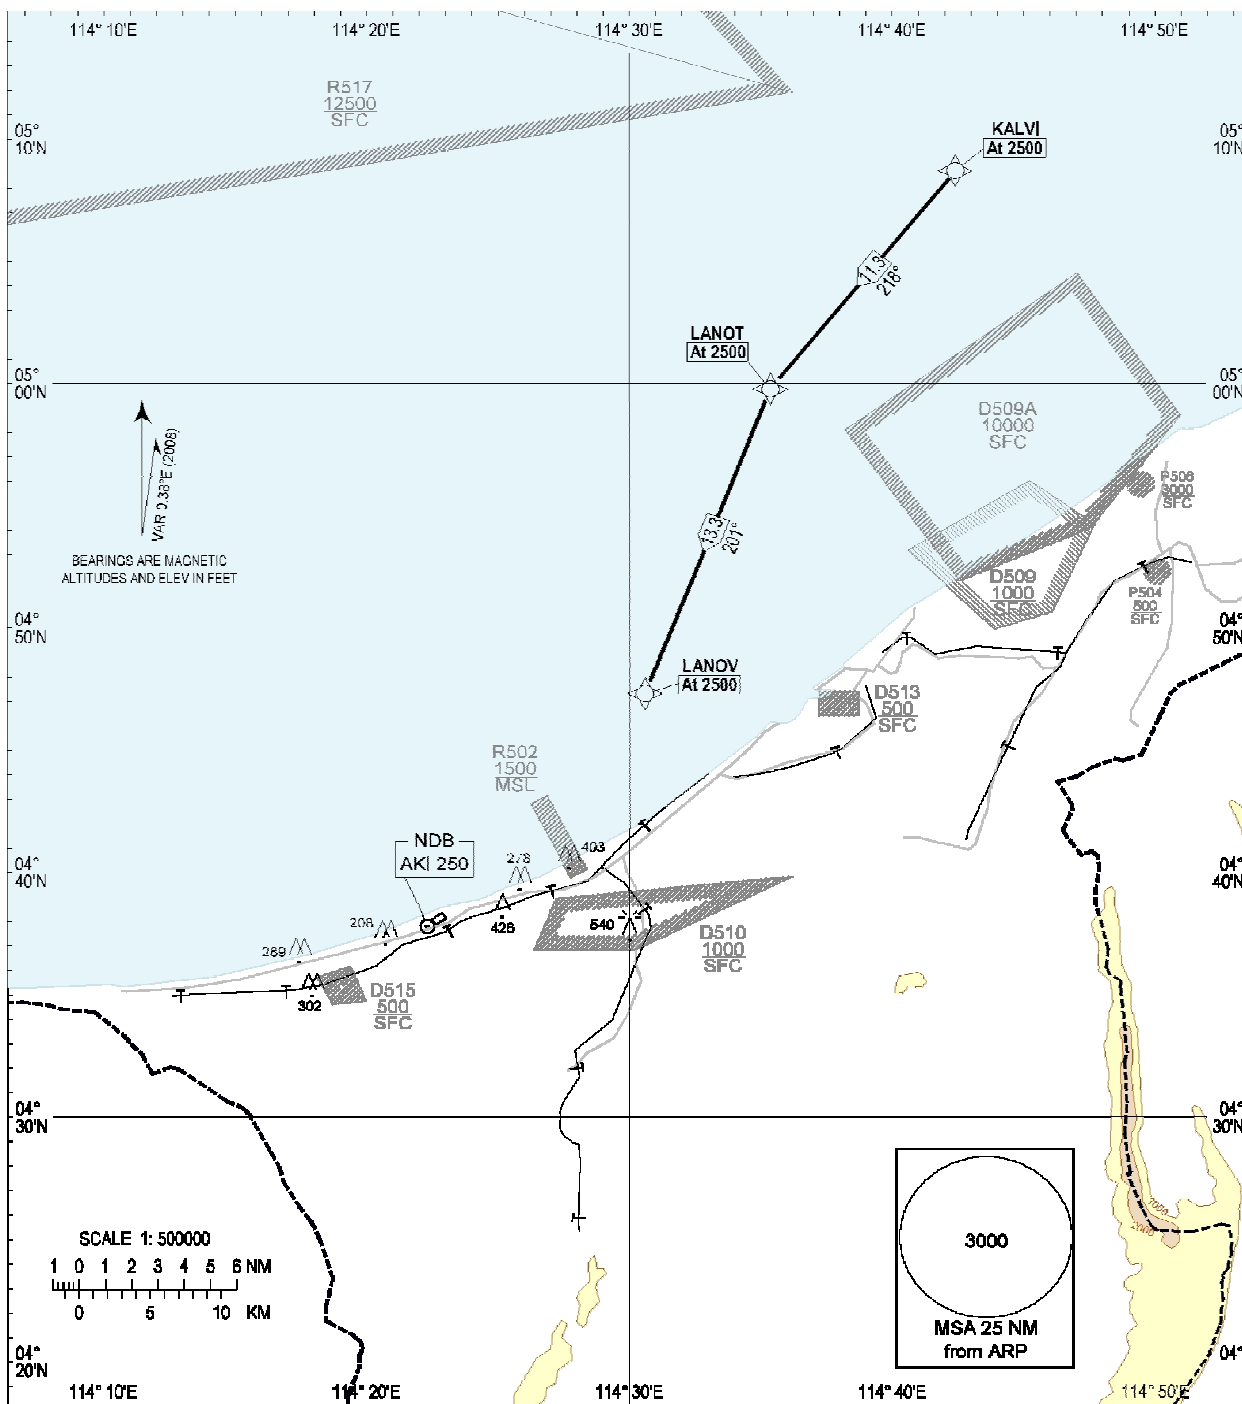 114° 10'E
114° 20'E
114° 30'E
114° 40'E
114° 50'E
R517
12500
SFC
KALVI
At 2500
05°
10'N
05°
10'N
11.3
218°
LANOT
At 2500
05°
00'N
05°
00'N
D509A
10000
SFC
VAR 0.38°E (2008)
BEARINGS ARE MAGNETIC
ALTITUDES AND ELEV IN FEET
13.3
201°
3000
SFC
D509
1000
SFC
P504
500
SFC
04°
50'N
04°
50'N
LANOV
At 2500
D513
500
SFC
R502
1500
MSL
NDB
AKI 250
278
403
04°
40'N
04°
40'N
208
426
540
D510
1000
SFC
289
302
D515
500
SFC
04°
30'N
04°
30'N
SCALE 1: 500000
1 0 1 2 3 4 5 6 NM
0 5 10 KM
3000
MSA 25 NM
from ARP
04°
20'N
04°
114° 10'E
114° 20'E
114° 30'E
114° 40'E
114° 50'E